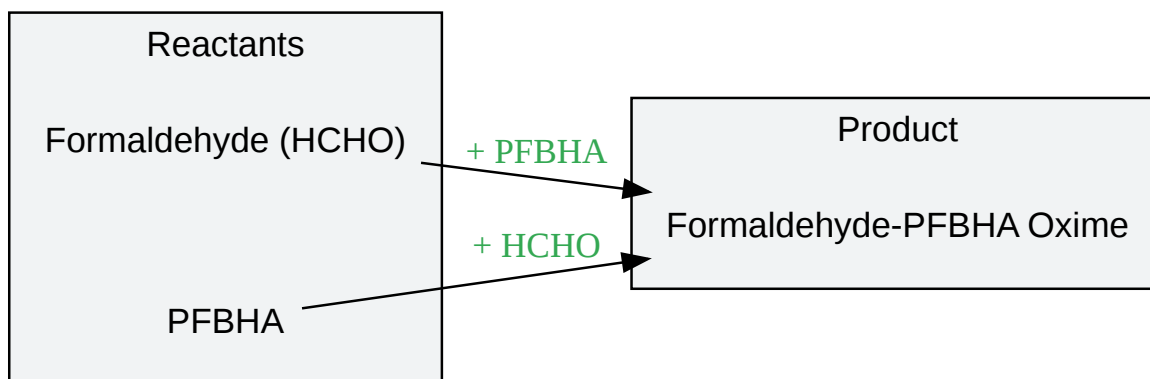 Reactants
Formaldehyde (HCHO)
PFBHA
+ PFBHA
+ HCHO
Product
Formaldehyde-PFBHA Oxime